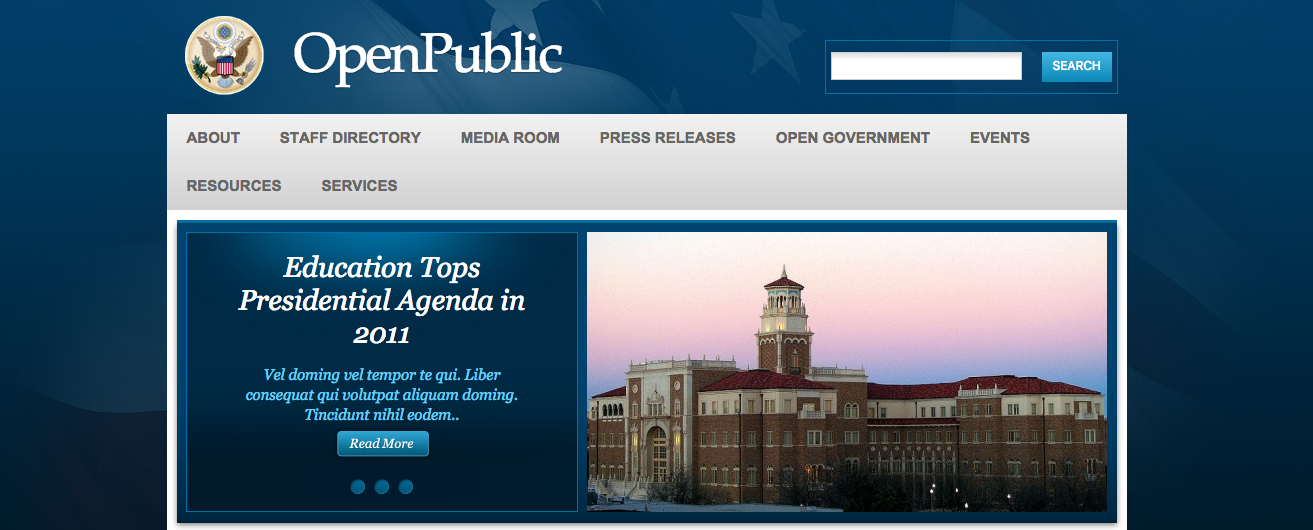 OpenPublic
SEARCH
ABOUT STAFF DIRECTORY MEDIA ROOM PRESS RELEASES OPEN GOVERNMENT EVENTS
RESOURCES SERVICES
Education Tops
Presidential Agenda in
2011
Vel doming vel tempor te qui. Liber
consequat qui volutpat aliquam doming.
Tincidunt nihil eodem..
Read More